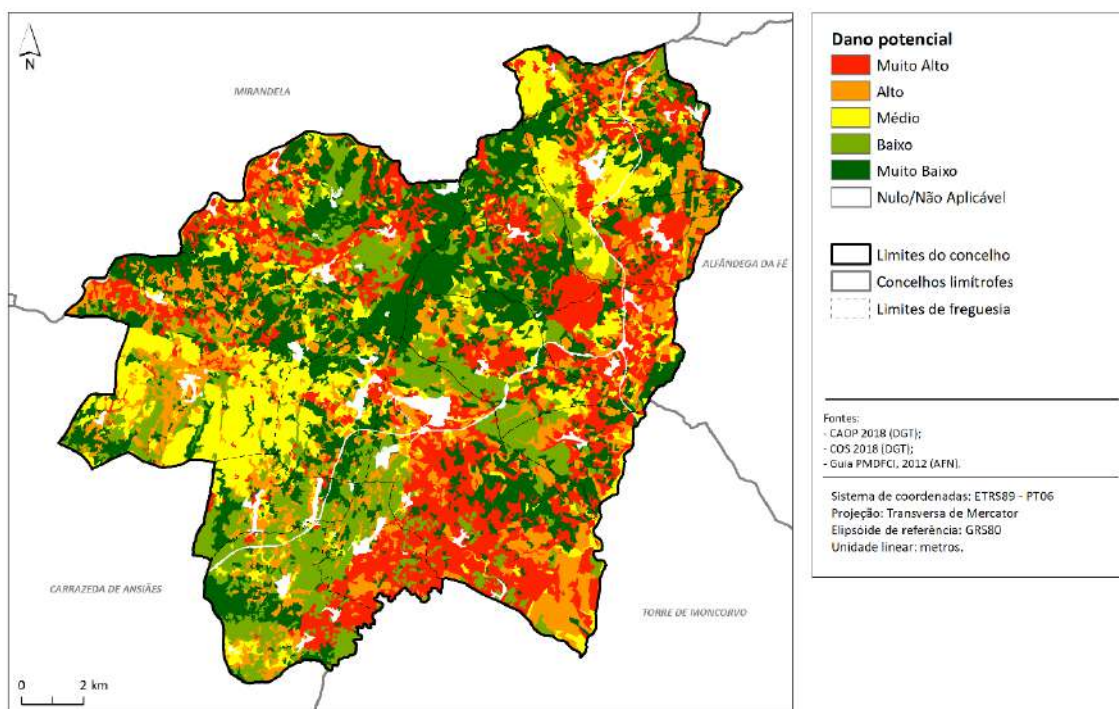 N
MIRANDELA
ALFÂNDEGA DA FÉ
CARRAZEDA DE ANSIÃES
TORRE DE MONCORVO
0 2 km
Dano potencial
Muito Alto
Alto
Médio
Baixo
Muito Baixo
Nulo/Não Aplicável
Limites do concelho
Concelhos limítrofes
Limites de freguesia
Fontes:
- CAOP 2018 (DGT);
- COS 2018 (DGT);
- Guia PMDFCI, 2012 (AFN).
Sistema de coordenadas: ETRS89 - PT06
Projeção: Transversa de Mercator
Elipsóide de referência: GRS80
Unidade linear: metros.